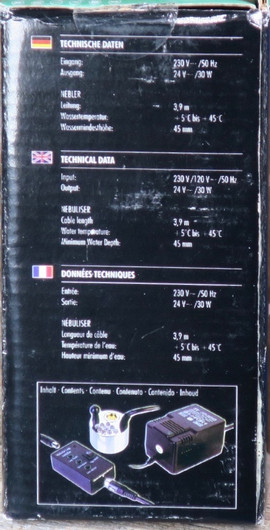 TECHNISCHE DATEN
Eingang: 230 V~ /50 Hz
Ausgang: 24 V~ /30 W
NEBLER
Leitung: 3,9 m
Wassertemperatur: + 5°C bis + 45°C
Wassermindesthöhe: 45 mm
TECHNICAL DATA
Input: 230 V /120 V~ /50 Hz
Output: 24 V~ /30 W
NEBULISER
Cable length 3,9 m
Water temperature: + 5°C bis + 45°C
Minimum Water Depth: 45 mm
DONNÉES-TECHNIQUES
Entrée: 230 V~ /50 Hz
Sortie: 24 V~ /30 W
NÉBULISER
Longueur du câble 3,9 m
Température de l'eau: + 5°C bis + 45°C
Hauteur minimum d'eau: 45 mm
Inhalt · Contents · Contenu · Contenuto · Contenido · Inhoud